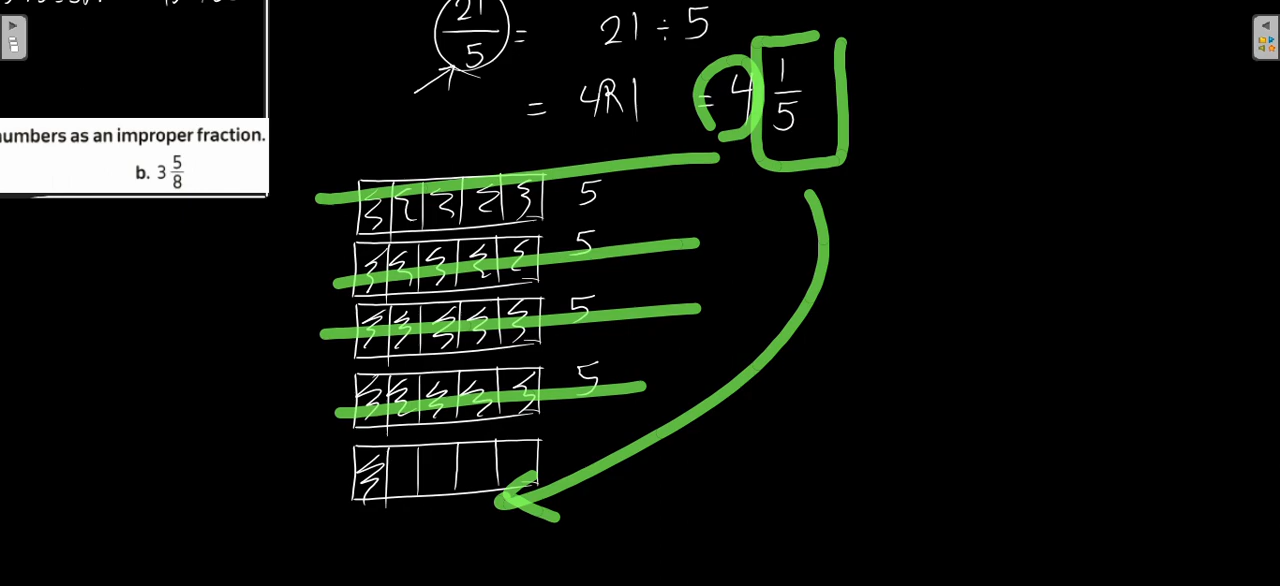 21/5 = 21 ÷ 5
= 4R1 = 4 1/5
numbers as an improper fraction.
b. 3 5/8
5
5
5
5